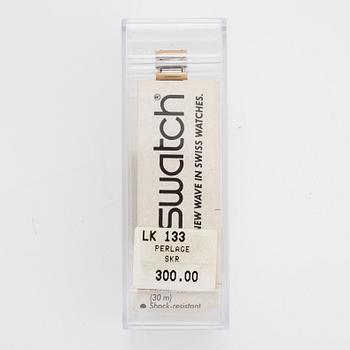 swatch®
NEW WAVE IN SWISS WATCHES.
LK 133
PERLAGE
SKR
300.00
(30 m)
● Shock-resistant